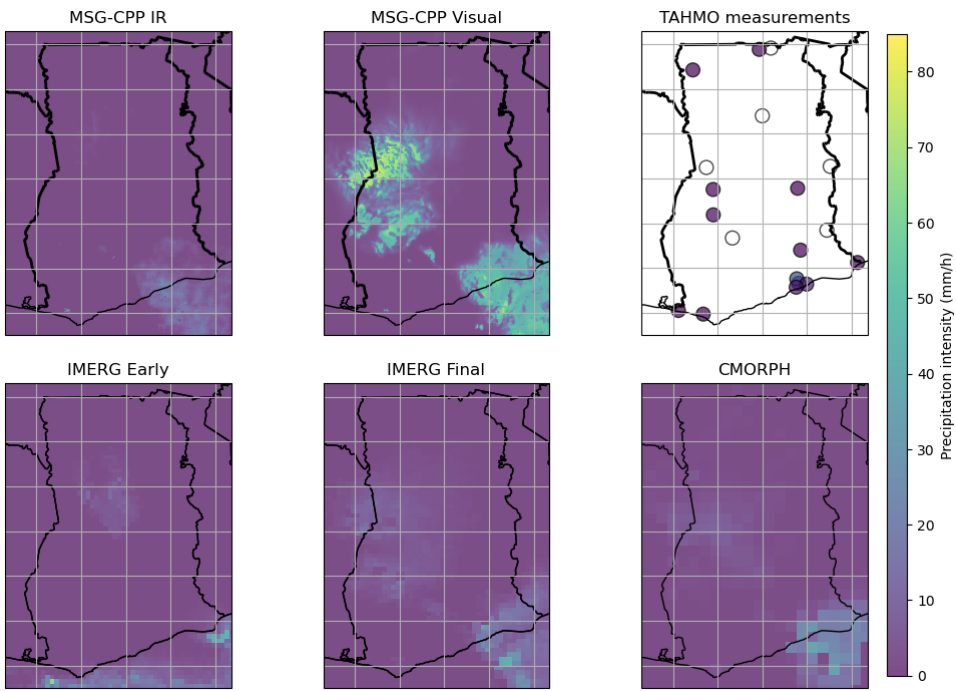 MSG-CPP IR
MSG-CPP Visual
TAHMO measurements
80
70
60
50
40
30
20
10
0
Precipitation intensity (mm/h)
IMERG Early
IMERG Final
CMORPH